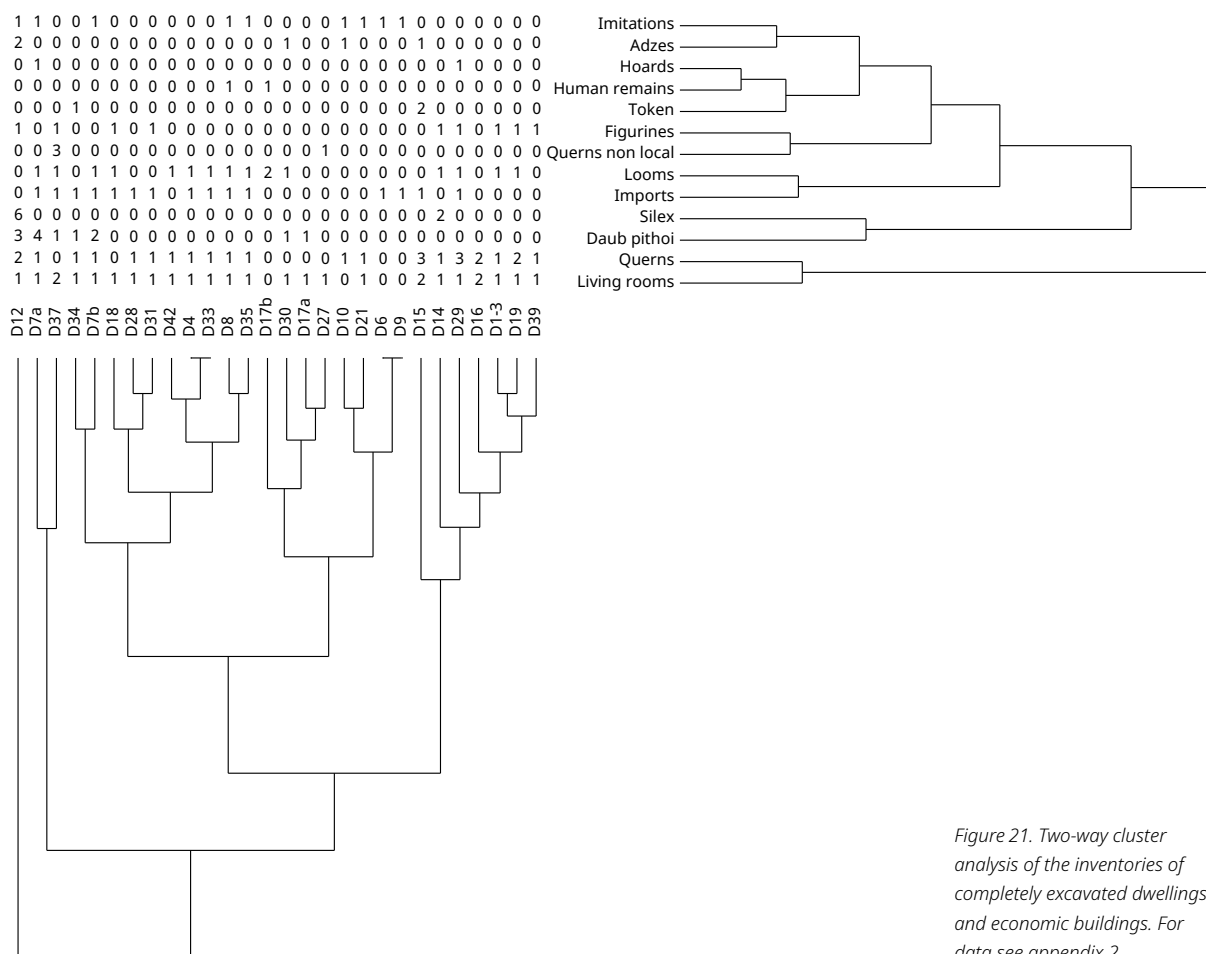 1 1 0 0 1 0 0 0 0 0 0 1 1 0 0 0 0 1 1 1 1 0 0 0 0 0 0 0 Imitations
2 0 0 0 0 0 0 0 0 0 0 0 0 0 1 0 0 1 0 0 0 1 0 0 0 0 0 0 Adzes
0 1 0 0 0 0 0 0 0 0 0 0 0 0 0 0 0 0 0 0 0 0 0 1 0 0 0 0 Hoards
0 0 0 0 0 0 0 0 0 0 0 1 0 1 0 0 0 0 0 0 0 0 0 0 0 0 0 0 Human remains
0 0 0 1 0 0 0 0 0 0 0 0 0 0 0 0 0 0 0 0 0 2 0 0 0 0 0 0 Token
1 0 1 0 0 1 0 1 0 0 0 0 0 0 0 0 0 0 0 0 0 0 1 1 0 1 1 1 Figurines
0 0 3 0 0 0 0 0 0 0 0 0 0 0 0 0 1 0 0 0 0 0 0 0 0 0 0 0 Querns non local
0 1 1 0 1 1 0 0 1 1 1 1 1 2 1 0 0 0 0 0 0 0 1 1 0 1 1 0 Looms
0 1 1 1 1 1 1 1 0 1 1 1 1 0 0 0 0 0 0 1 1 1 0 1 0 0 0 0 Imports
6 0 0 0 0 0 0 0 0 0 0 0 0 0 0 0 0 0 0 0 0 0 2 0 0 0 0 0 Silex
3 4 1 1 2 0 0 0 0 0 0 0 0 0 1 1 0 0 0 0 0 0 0 0 0 0 0 0 Daub pithoi
2 1 0 1 1 0 1 1 1 1 1 1 1 0 0 0 0 1 1 0 0 3 1 3 2 1 2 1 Querns
1 1 2 1 1 1 1 1 1 1 1 1 1 0 1 1 1 0 1 0 0 2 1 1 2 1 1 1 Living rooms
D12 D7a D37 D34 D7b D18 D28 D31 D42 D4 D33 D8 D35 D17b D30 D17a D27 D10 D21 D6 D9 D15 D14 D29 D16 D1-3 D19 D39
Figure 21. Two-way cluster
analysis of the inventories of
completely excavated dwellings
and economic buildings. For
data see appendix 2